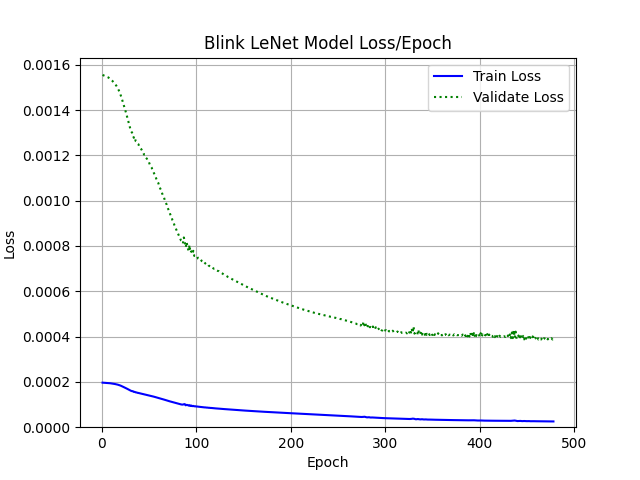 Blink LeNet Model Loss/Epoch
Train Loss
Validate Loss
Loss
0.0016
0.0014
0.0012
0.0010
0.0008
0.0006
0.0004
0.0002
0.0000
0 100 200 300 400 500
Epoch